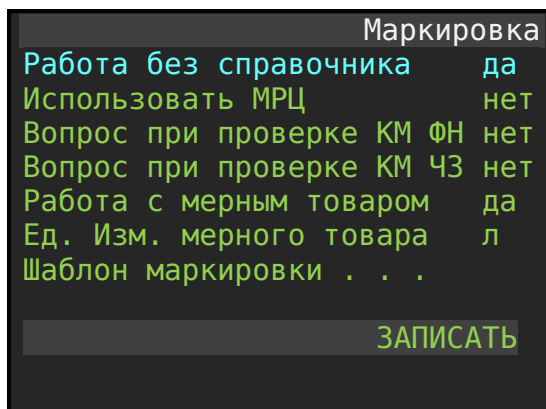 Маркировка
Работа без справочника да
Использовать МРЦ нет
Вопрос при проверке КМ ФН нет
Вопрос при проверке КМ ЧЗ нет
Работа с мерным товаром да
Ед. Изм. мерного товара л
Шаблон маркировки . . .
ЗАПИСАТЬ